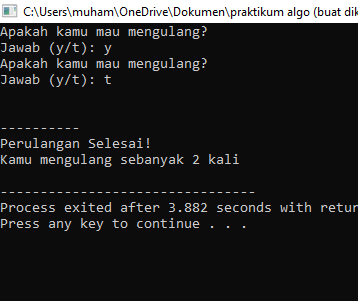 C:\Users\muham\OneDrive\Dokumen\praktikum algo (buat dik
Apakah kamu mau mengulang?
Jawab (y/t): y
Apakah kamu mau mengulang?
Jawab (y/t): t
----------
Perulangan Selesai!
Kamu mengulang sebanyak 2 kali
--------------------------------
Process exited after 3.882 seconds with retur
Press any key to continue . . .